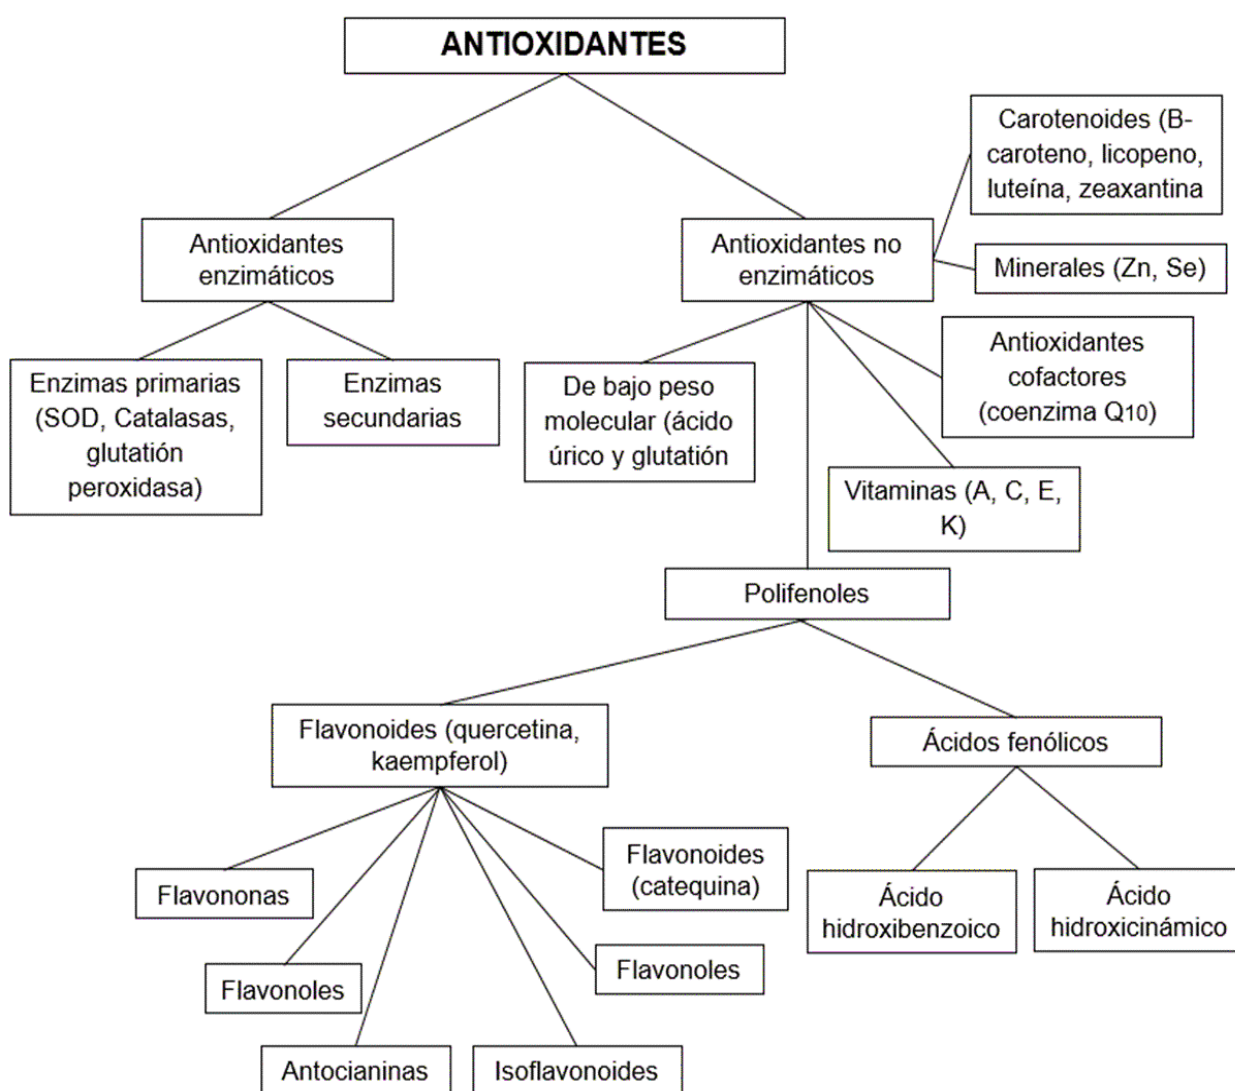 ANTIOXIDANTES
Carotenoides (B-
caroteno, licopeno,
luteína, zeaxantina
Antioxidantes
enzimáticos
Antioxidantes no
enzimáticos
Minerales (Zn, Se)
Enzimas primarias
(SOD, Catalasas,
glutatión
peroxidasa)
Enzimas
secundarias
De bajo peso
molecular (ácido
úrico y glutatión
Antioxidantes
cofactores
(coenzima Q10)
Vitaminas (A, C, E,
K)
Polifenoles
Flavonoides (quercetina,
kaempferol)
Ácidos fenólicos
Flavononas
Flavonoles
Antocianinas
Isoflavonoides
Flavonoles
Flavonoides
(catequina)
Ácido
hidroxibenzoico
Ácido
hidroxicinámico